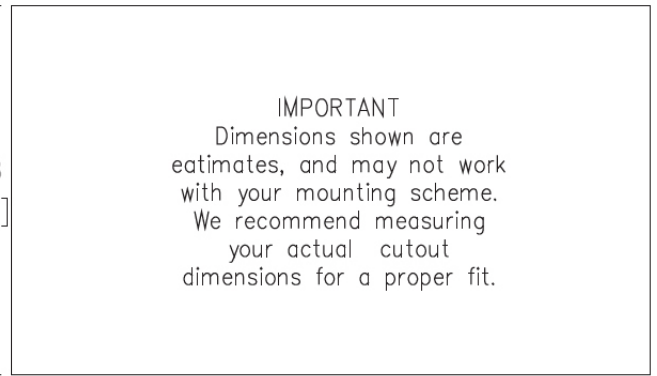 IMPORTANT
Dimensions shown are
eatimates, and may not work
with your mounting scheme.
We recommend measuring
your actual cutout
dimensions for a proper fit.